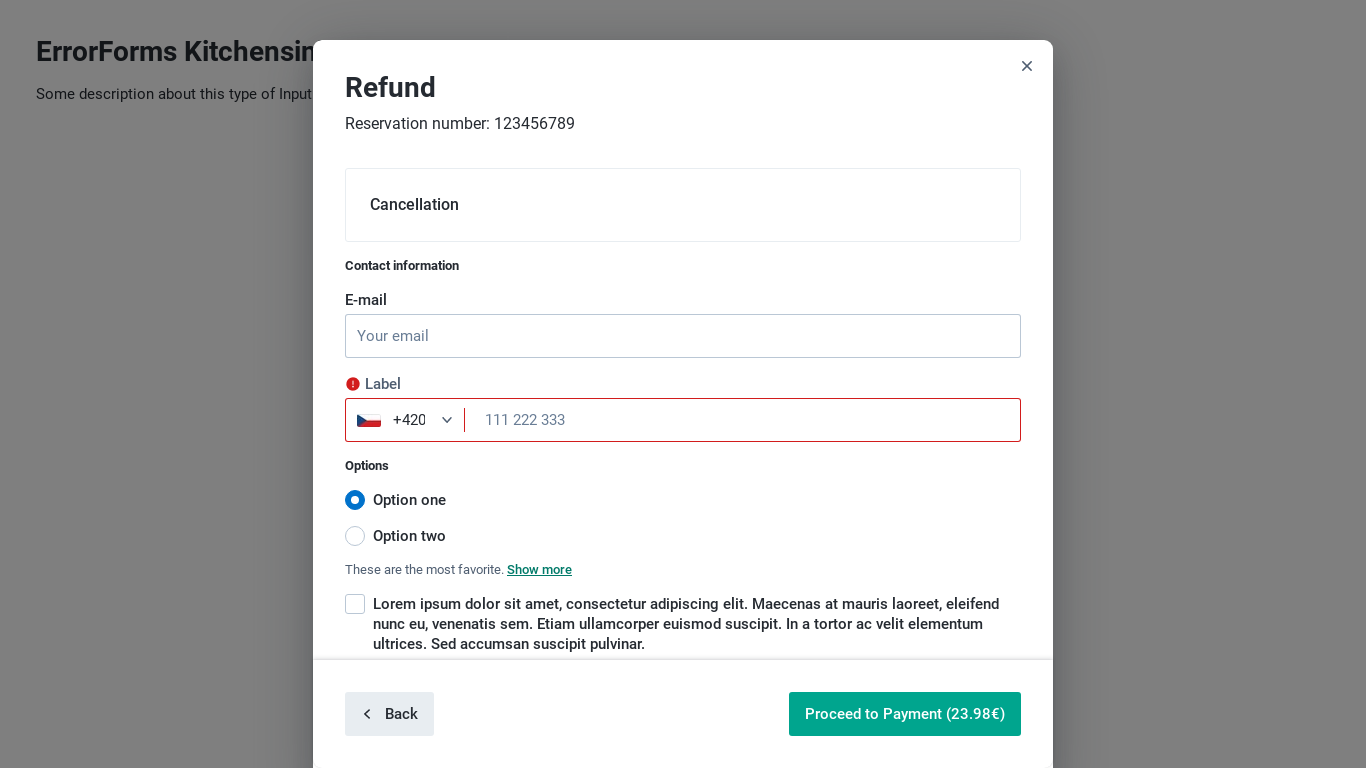 ErrorForms Kitchensin
Some description about this type of Input
Refund
Reservation number: 123456789
Cancellation
Contact information
E-mail
Your email
Label
+420
111 222 333
Options
Option one
Option two
These are the most favorite. Show more
Lorem ipsum dolor sit amet, consectetur adipiscing elit. Maecenas at mauris laoreet, eleifend
nunc eu, venenatis sem. Etiam ullamcorper euismod suscipit. In a tortor ac velit elementum
ultrices. Sed accumsan suscipit pulvinar.
Back
Proceed to Payment (23.98€)